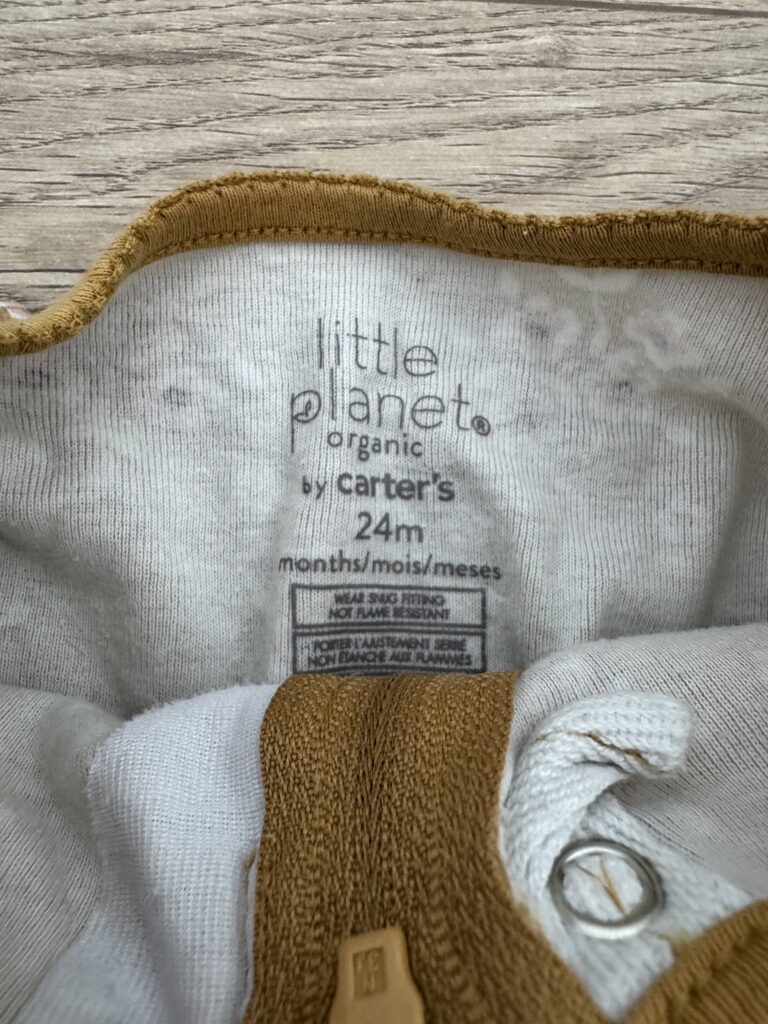 little
planet®
organic
by carter's
24m
months/mois/meses
WEAR SNUG FITTING
NOT FLAME RESISTANT
PORTER L'AJUSTEMENT SERRÉ
NON ÉTANCHE AUX FLAMMES